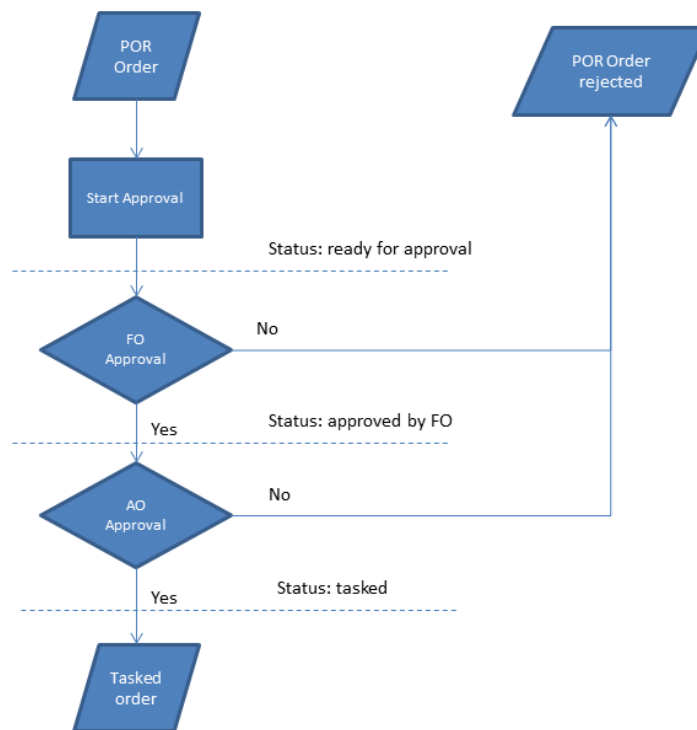 POR
Order
POR Order
rejected
Start Approval
Status: ready for approval
FO
Approval
No
Yes
Status: approved by FO
AO
Approval
No
Yes
Status: tasked
Tasked
order